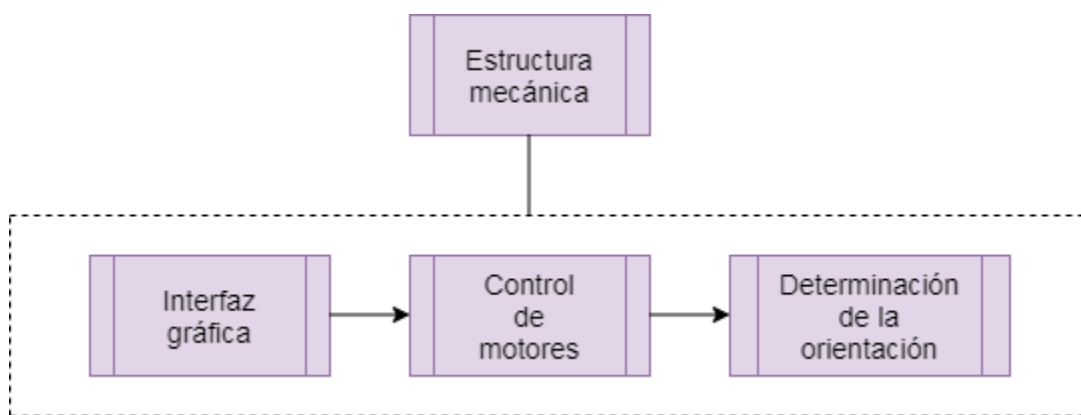 Estructura
mecánica
Interfaz
gráfica
Control
de
motores
Determinación
de la
orientación